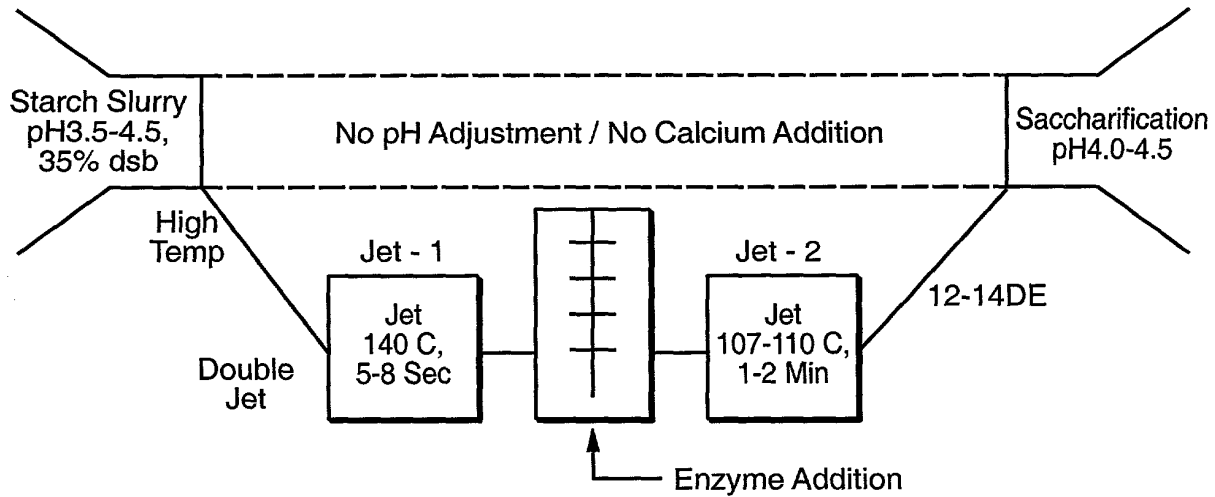 Starch Slurry
pH3.5-4.5,
35% dsb
No pH Adjustment / No Calcium Addition
Saccharification
pH4.0-4.5
High
Temp
Jet - 1
Jet - 2
12-14DE
Jet
140 C,
5-8 Sec
Jet
107-110 C,
1-2 Min
Double
Jet
Enzyme Addition